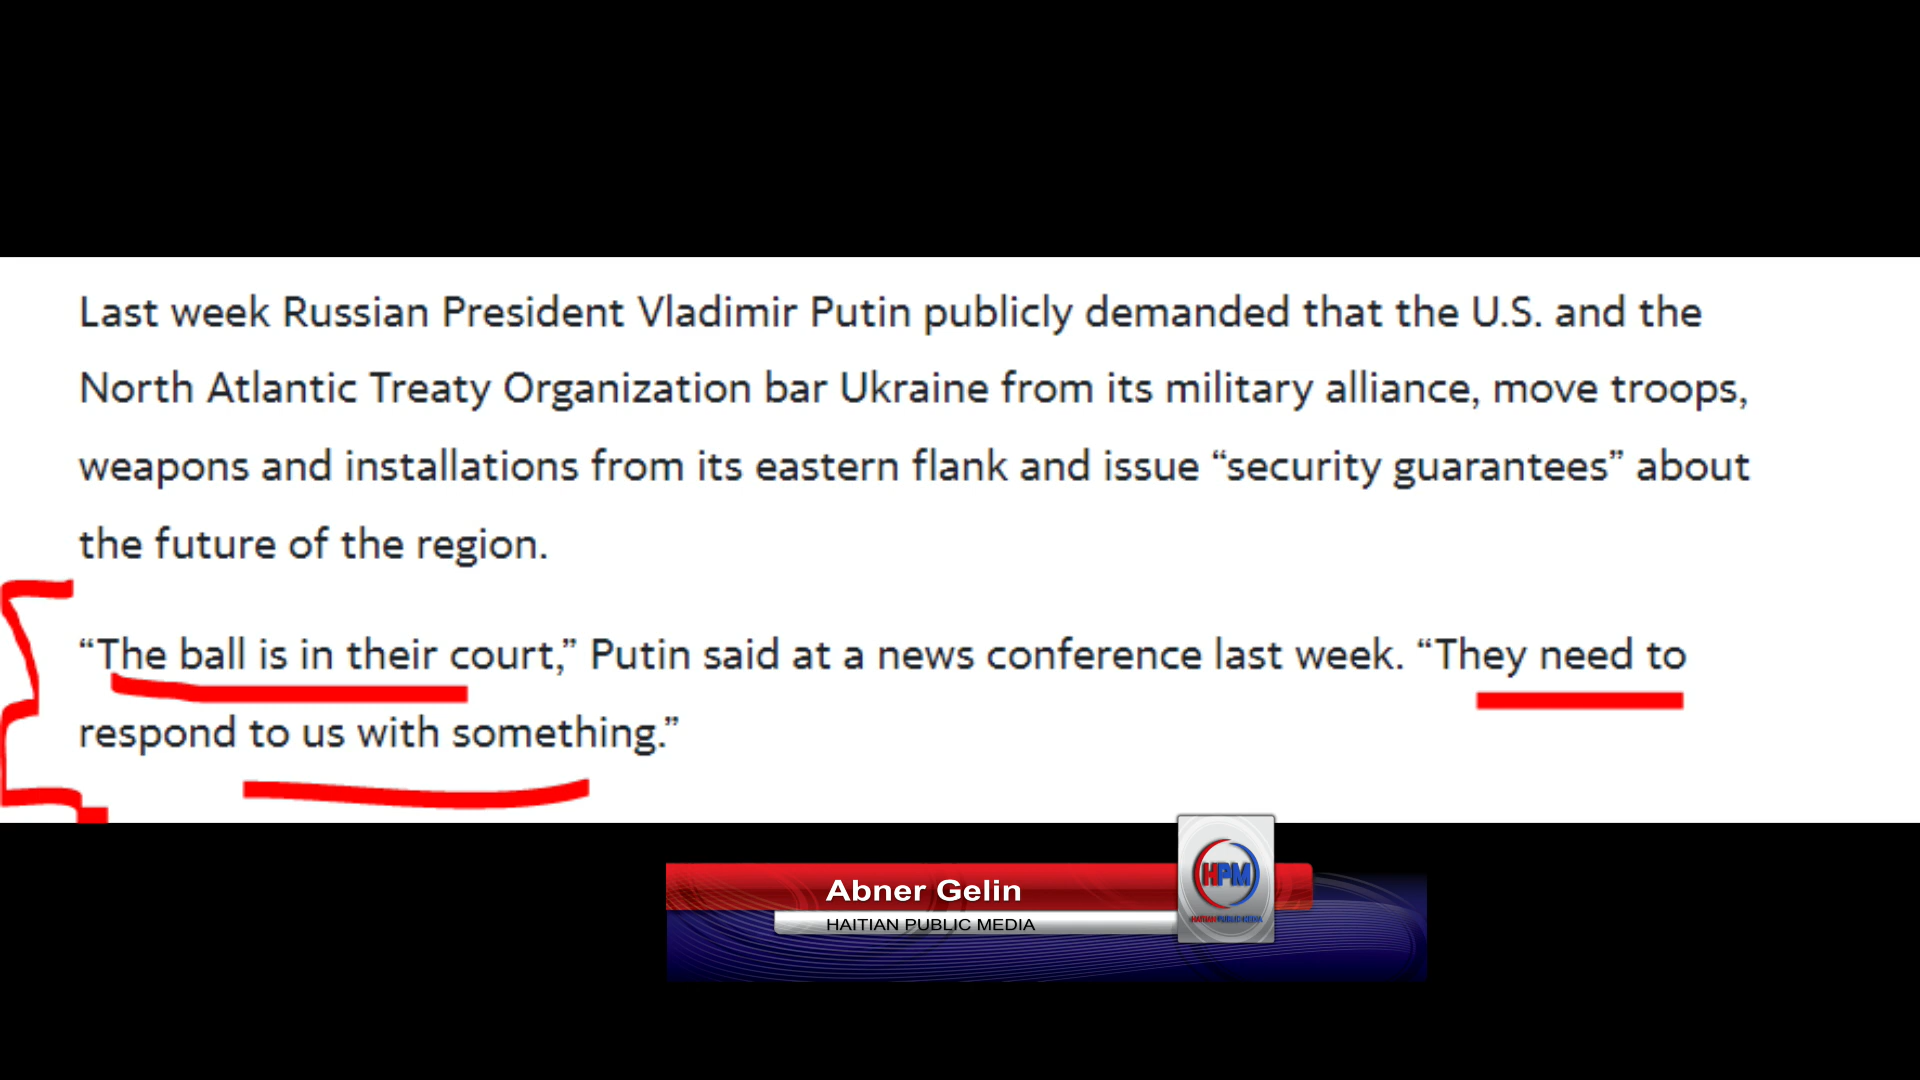 Last week Russian President Vladimir Putin publicly demanded that the U.S. and the
North Atlantic Treaty Organization bar Ukraine from its military alliance, move troops,
weapons and installations from its eastern flank and issue “security guarantees” about
the future of the region.
“The ball is in their court,” Putin said at a news conference last week. “They need to
respond to us with something.”
Abner Gelin
HAITIAN PUBLIC MEDIA
HPM
HAITIAN PUBLIC MEDIA